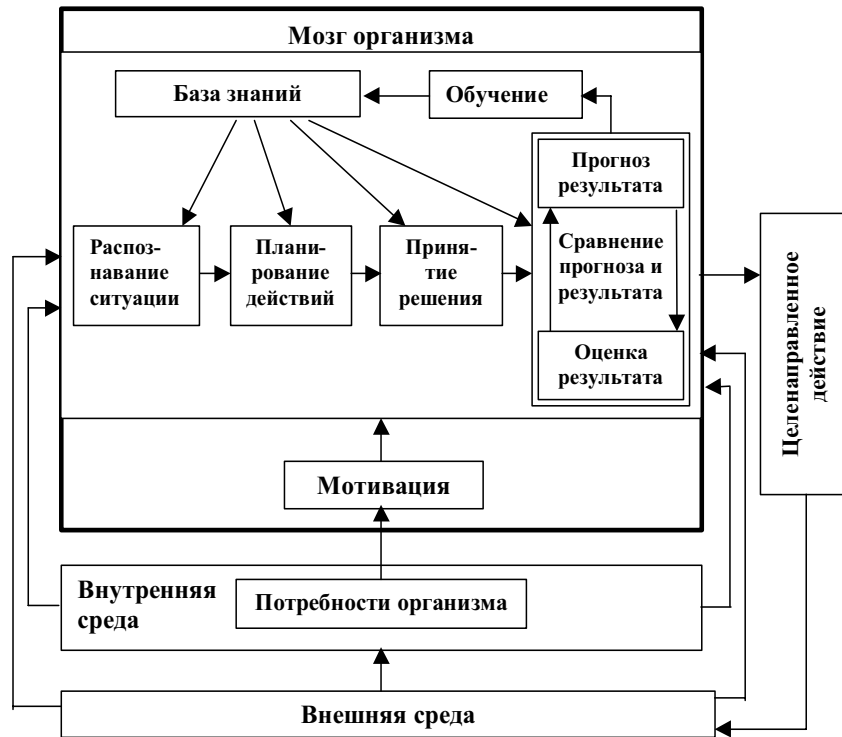 Мозг организма
База знаний
Обучение
Прогноз
результата
Распоз-
навание
ситуации
Плани-
рование
действий
Приня-
тие
решения
Сравнение
прогноза и
результата
Оценка
результата
Целенаправленное
действие
Мотивация
Внутренняя
среда
Потребности организма
Внешняя среда